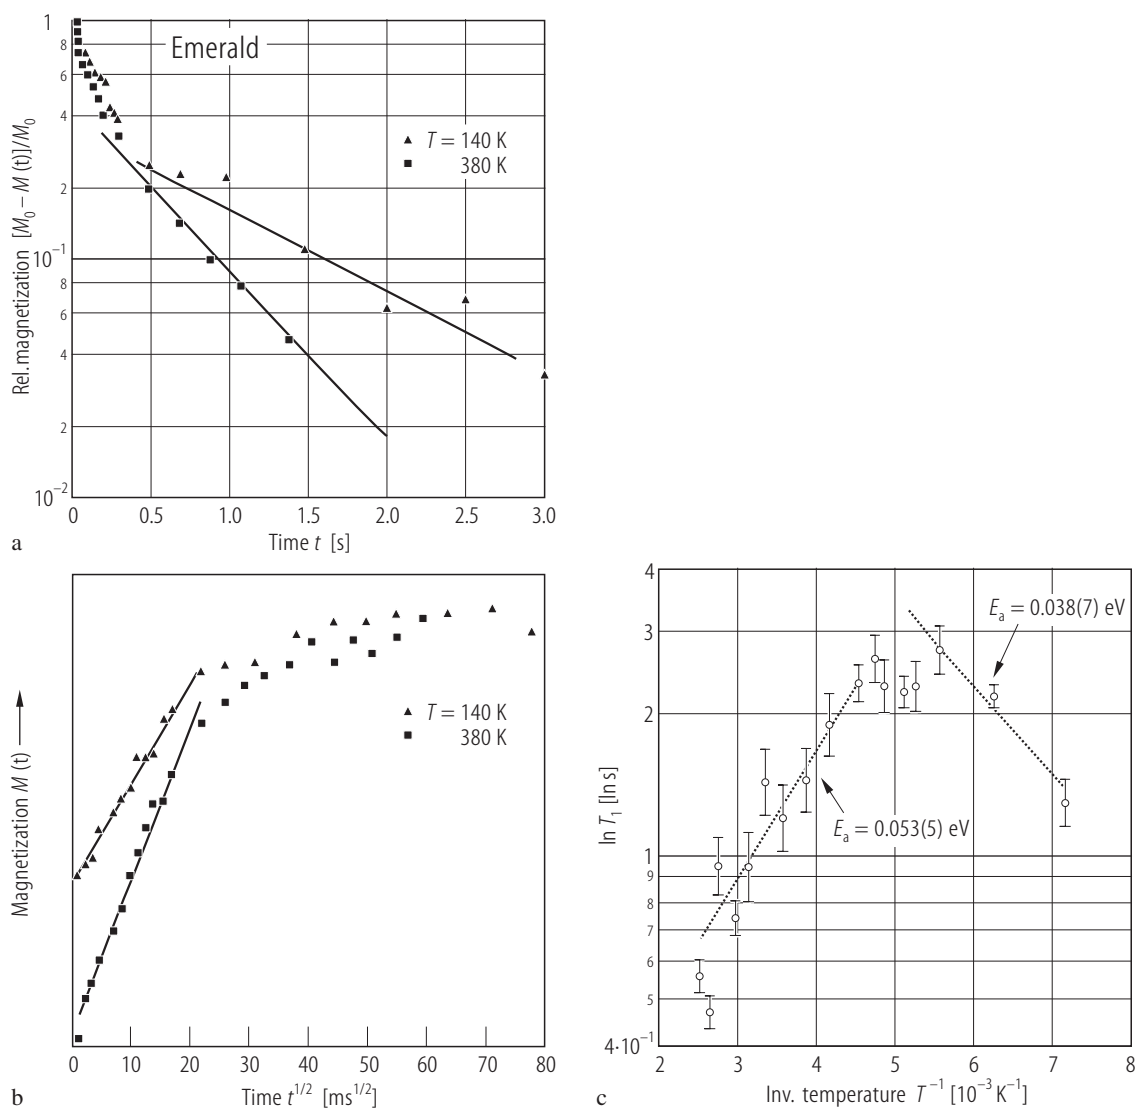 Emerald
Rel. magnetization [M₀ – M (t)]/M₀
1
8
6
4
2
10⁻¹
8
6
4
2
10⁻²
▲ T = 140 K
■ 380 K
0 0.5 1.0 1.5 2.0 2.5 3.0
Time t [s]
a
Magnetization M (t)
▲ T = 140 K
■ 380 K
0 10 20 30 40 50 60 70 80
Time t^1/2 [ms^1/2]
b
ln T₁ [ln s]
4
3
2
1
9
8
7
6
5
4·10⁻¹
Eₐ = 0.038(7) eV
Eₐ = 0.053(5) eV
2 3 4 5 6 7 8
Inv. temperature T⁻¹ [10⁻³ K⁻¹]
c